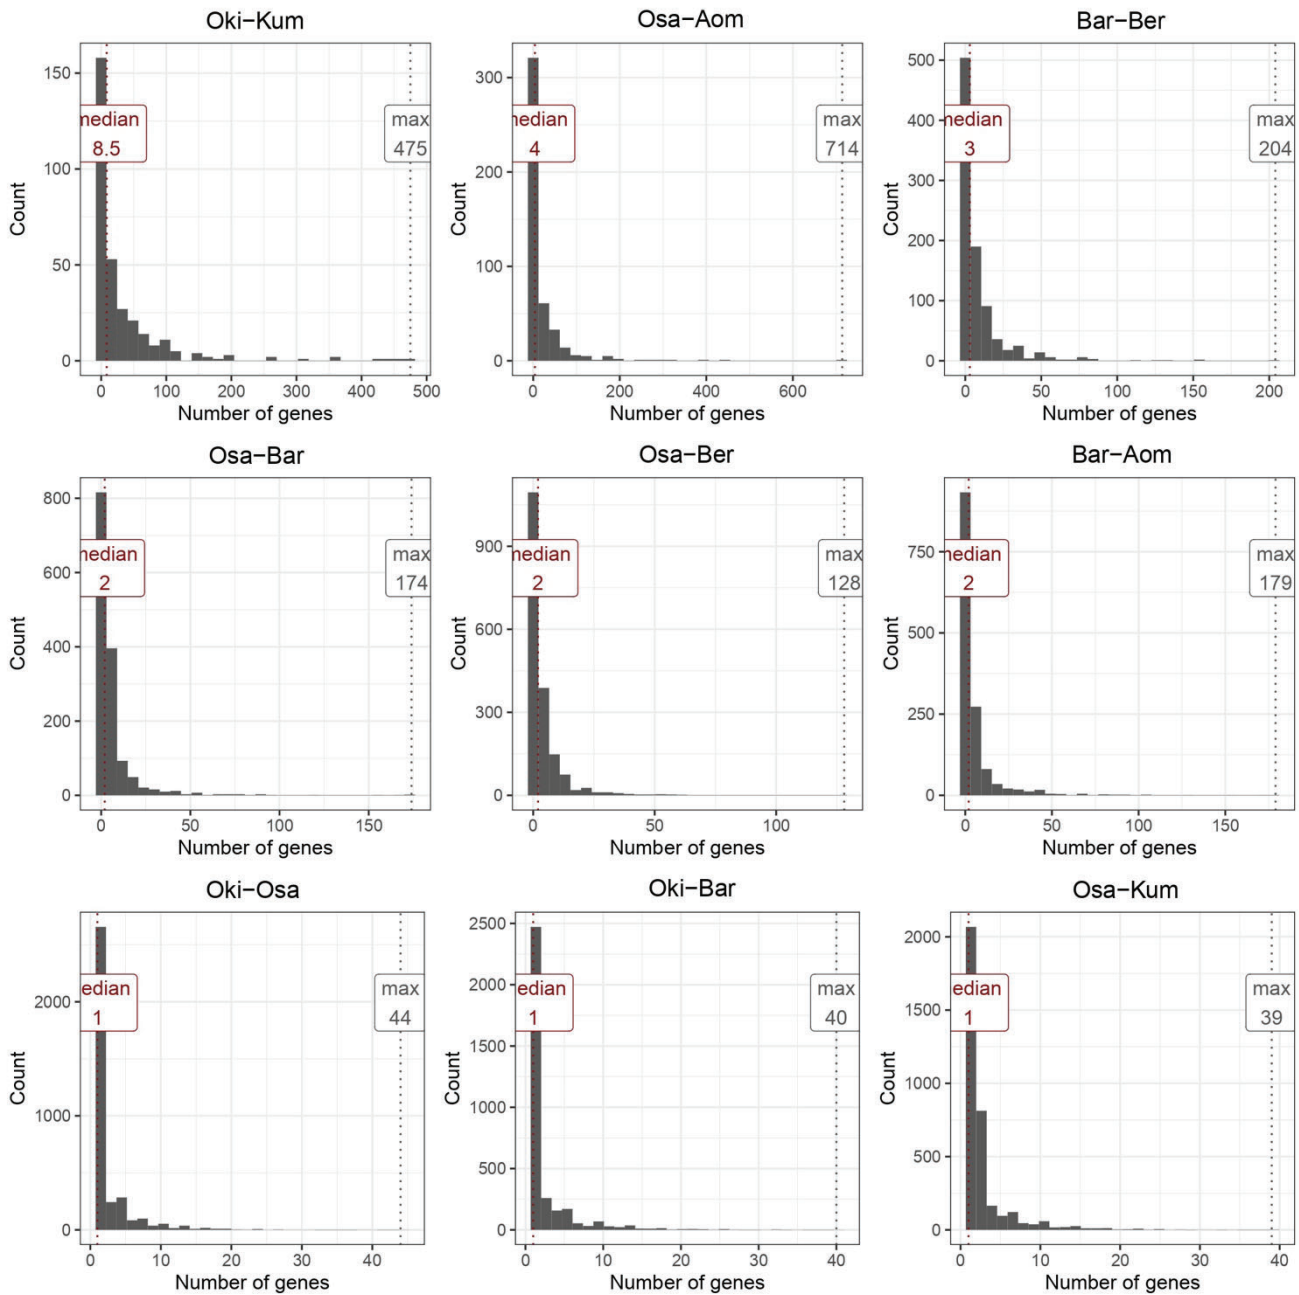 Oki−Kum
Count
150
100
50
0
nedian
8.5
max
475
0 100 200 300 400 500
Number of genes
Osa−Aom
Count
300
200
100
0
nedian
4
max
714
0 200 400 600
Number of genes
Bar−Ber
Count
500
400
300
200
100
0
nedian
3
max
204
0 50 100 150 200
Number of genes
Osa−Bar
Count
800
600
400
200
0
nedian
2
max
174
0 50 100 150
Number of genes
Osa−Ber
Count
900
600
300
0
nedian
2
max
128
0 50 100
Number of genes
Bar−Aom
Count
750
500
250
0
nedian
2
max
179
0 50 100 150
Number of genes
Oki−Osa
Count
2000
1000
0
edian
1
max
44
0 10 20 30 40
Number of genes
Oki−Bar
Count
2500
2000
1500
1000
500
0
edian
1
max
40
0 10 20 30 40
Number of genes
Osa−Kum
Count
2000
1500
1000
500
0
edian
1
max
39
0 10 20 30 40
Number of genes